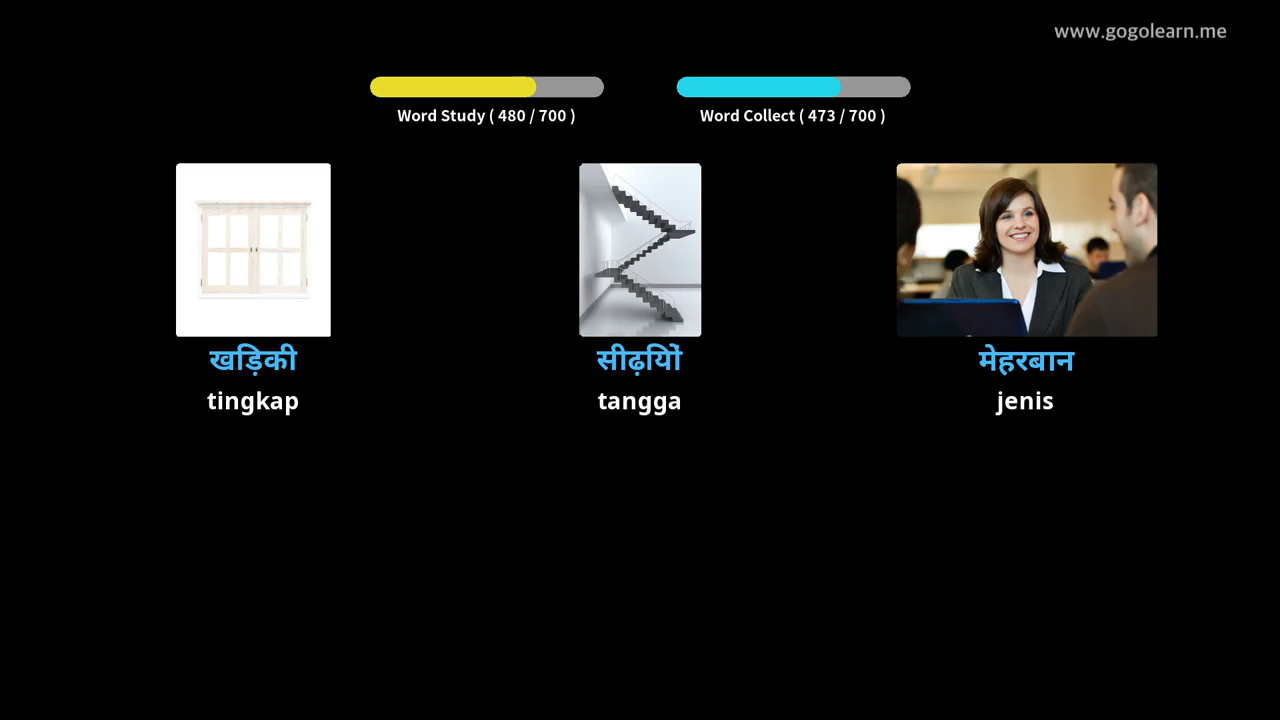 www.gogolearn.me
Word Study ( 480 / 700 )
Word Collect ( 473 / 700 )
खड़िकी
सीढ़यिों
मेहरबान
tingkap
tangga
jenis